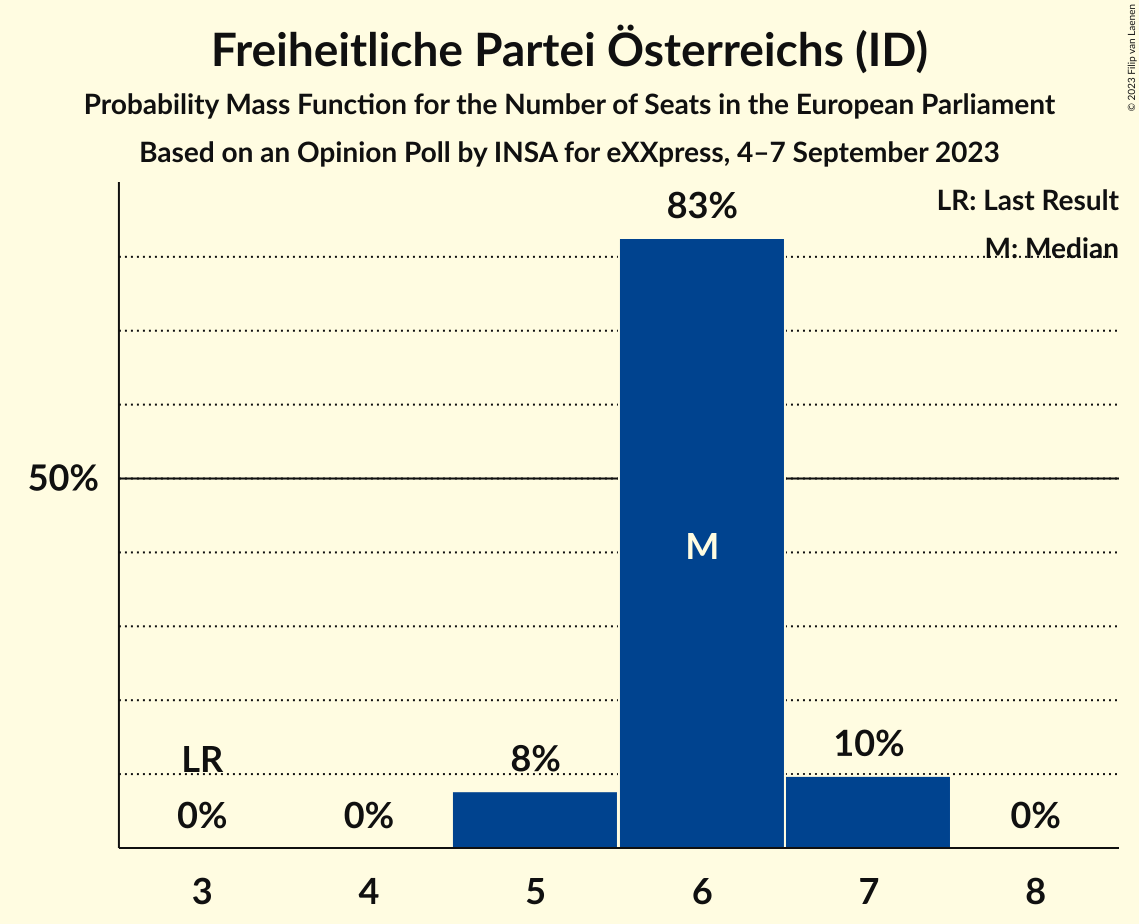 Freiheitliche Partei Österreichs (ID)
Probability Mass Function for the Number of Seats in the European Parliament
Based on an Opinion Poll by INSA for eXXpress, 4–7 September 2023
© 2023 Filip van Laenen
LR: Last Result
M: Median
83%
50%
M
LR
0%
0%
8%
10%
0%
3 4 5 6 7 8